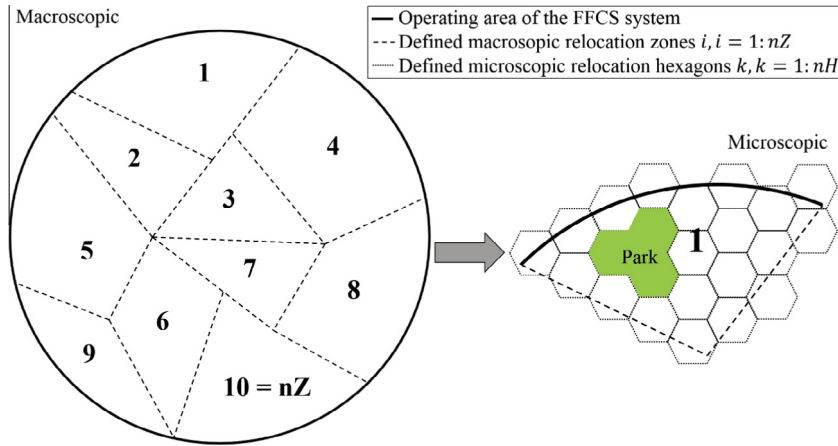 Macroscopic
Operating area of the FFCS system
Defined macrosopic relocation zones i, i = 1: nZ
Defined microscopic relocation hexagons k, k = 1: nH
1
2
3
4
5
6
7
8
9
10 = nZ
Microscopic
Park
1